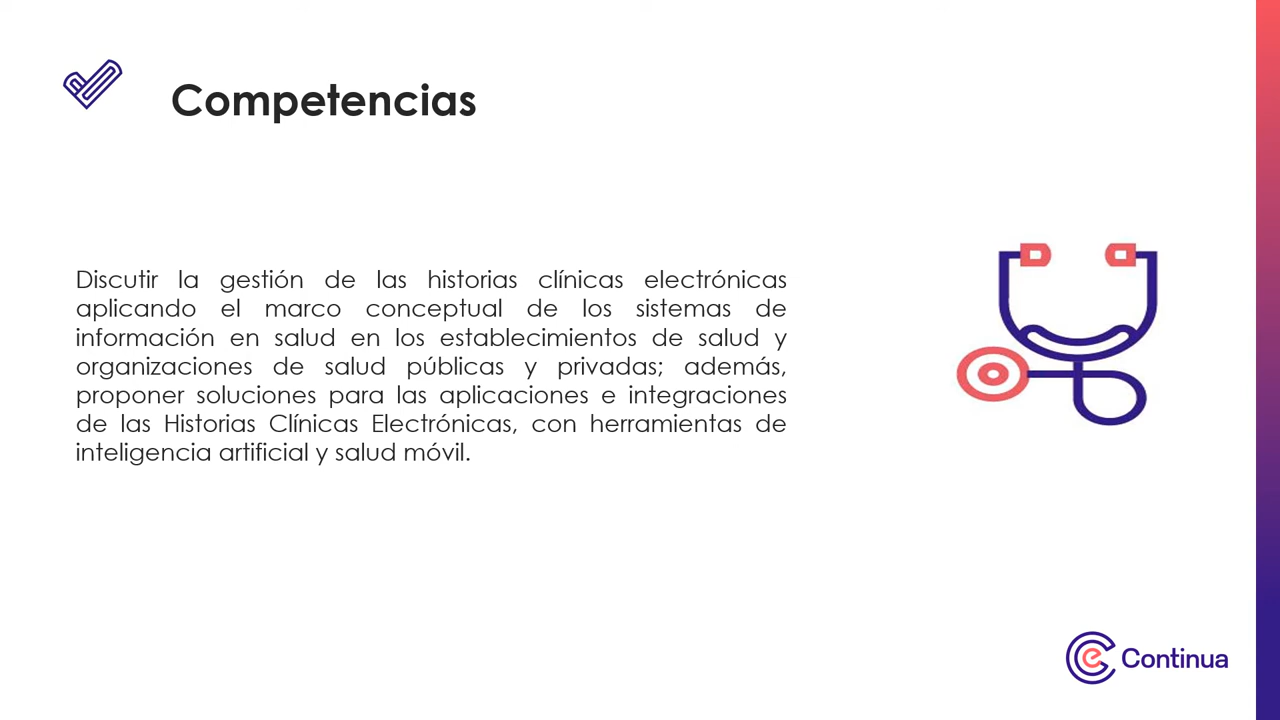 Competencias
Discutir la gestión de las historias clínicas electrónicas
aplicando el marco conceptual de los sistemas de
información en salud en los establecimientos de salud y
organizaciones de salud públicas y privadas; además,
proponer soluciones para las aplicaciones e integraciones
de las Historias Clínicas Electrónicas, con herramientas de
inteligencia artificial y salud móvil.
e Continua